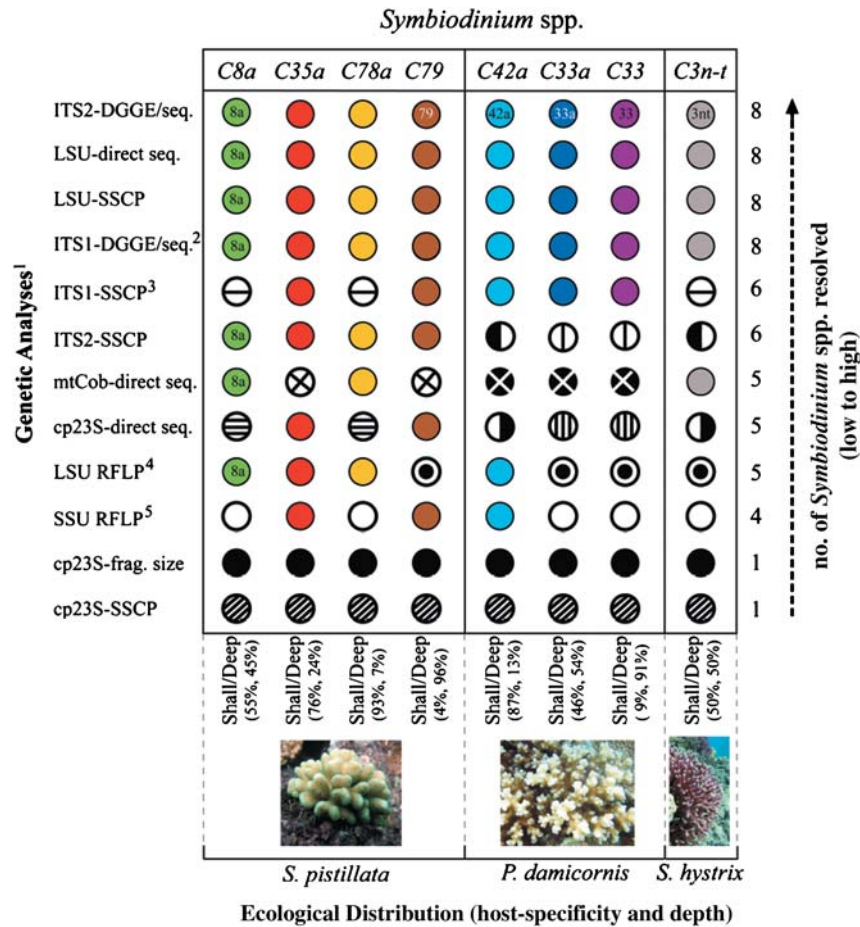 Symbiodinium spp.
C8a C35a C78a C79 C42a C33a C33 C3n-t
ITS2-DGGE/seq. 8a 79 42a 33a 33 3nt 8
LSU-direct seq. 8a 8
LSU-SSCP 8a 8
ITS1-DGGE/seq.2 8a 8
ITS1-SSCP3 6
ITS2-SSCP 8a 6
mtCob-direct seq. 8a 5
cp23S-direct seq. 5
LSU RFLP4 8a 5
SSU RFLP5 4
cp23S-frag. size 1
cp23S-SSCP 1
Genetic Analyses1
no. of Symbiodinium spp. resolved
(low to high)
Shall/Deep
(55%, 45%)
Shall/Deep
(76%, 24%)
Shall/Deep
(93%, 7%)
Shall/Deep
(4%, 96%)
Shall/Deep
(87%, 13%)
Shall/Deep
(46%, 54%)
Shall/Deep
( 9%, 91%)
Shall/Deep
(50%, 50%)
S. pistillata P. damicornis S. hystrix
Ecological Distribution (host-specificity and depth)